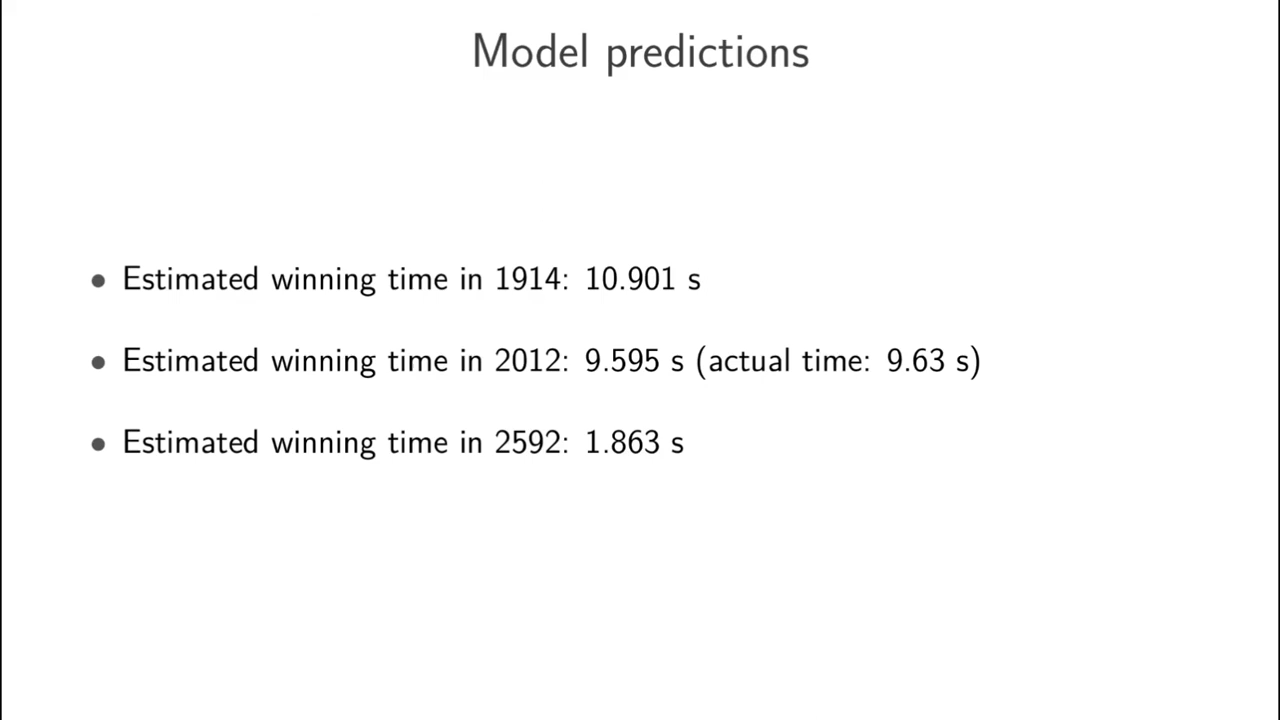 Model predictions
• Estimated winning time in 1914: 10.901 s
• Estimated winning time in 2012: 9.595 s (actual time: 9.63 s)
• Estimated winning time in 2592: 1.863 s